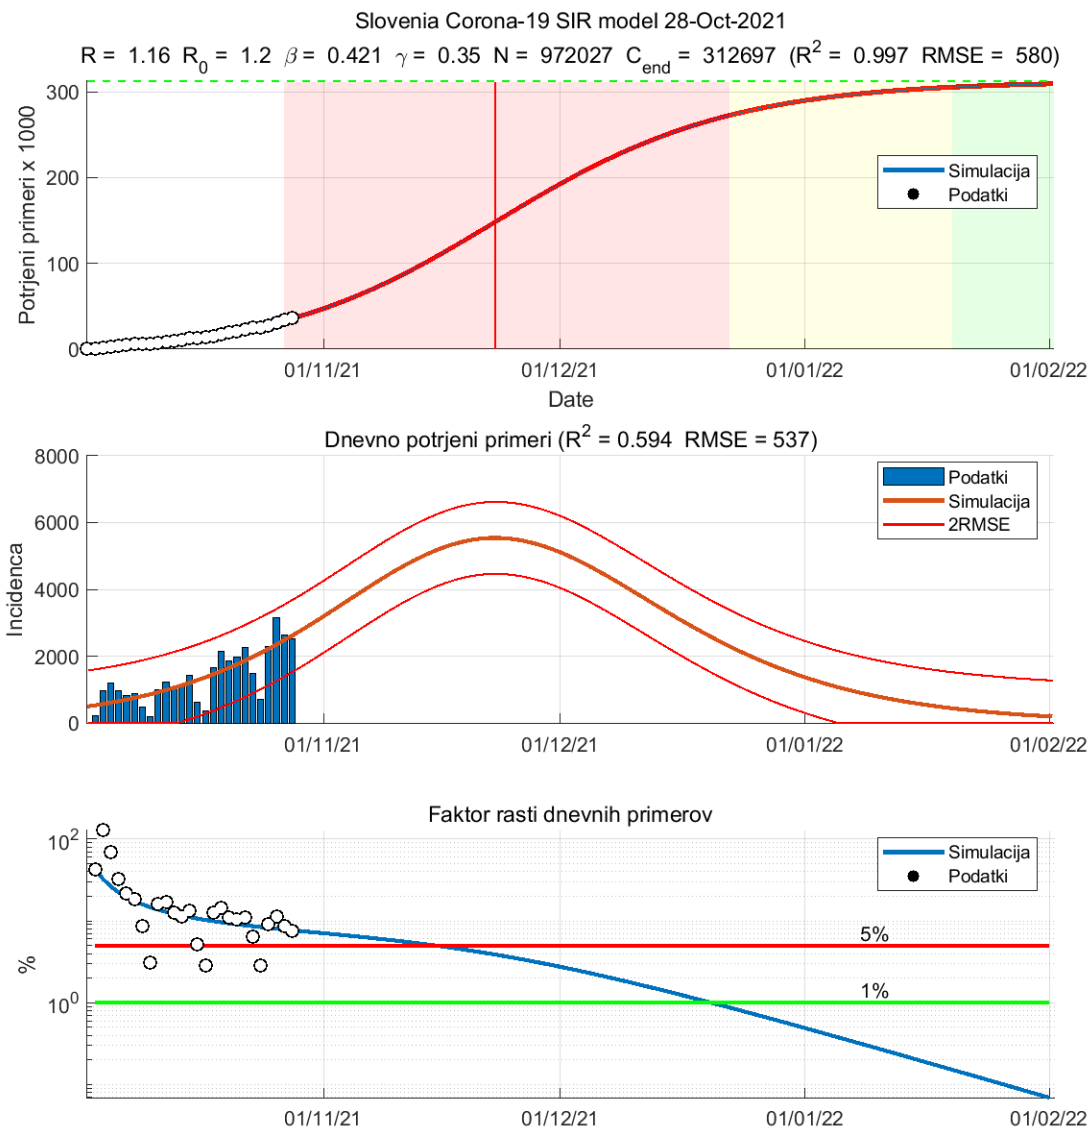 Slovenia Corona-19 SIR model 28-Oct-2021
R = 1.16 R0 = 1.2 β = 0.421 γ = 0.35 N = 972027 Cend = 312697 (R² = 0.997 RMSE = 580)
Potrjeni primeri x 1000
300
200
100
0
Simulacija
Podatki
01/11/21 01/12/21 01/01/22 01/02/22
Date
Dnevno potrjeni primeri (R² = 0.594 RMSE = 537)
Incidenca
8000
6000
4000
2000
0
Podatki
Simulacija
2RMSE
01/11/21 01/12/21 01/01/22 01/02/22
Faktor rasti dnevnih primerov
%
10²
10⁰
Simulacija
Podatki
5%
1%
01/11/21 01/12/21 01/01/22 01/02/22